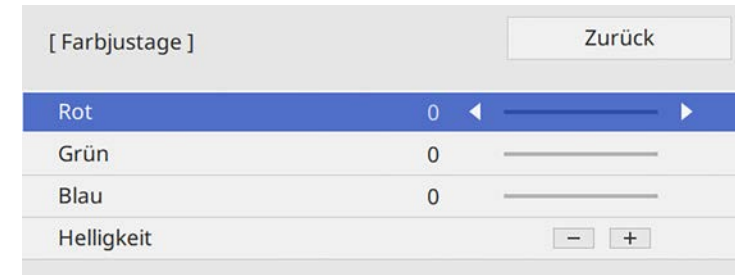 [ Farbjustage ] Zurück
Rot 0
Grün 0
Blau 0
Helligkeit − +